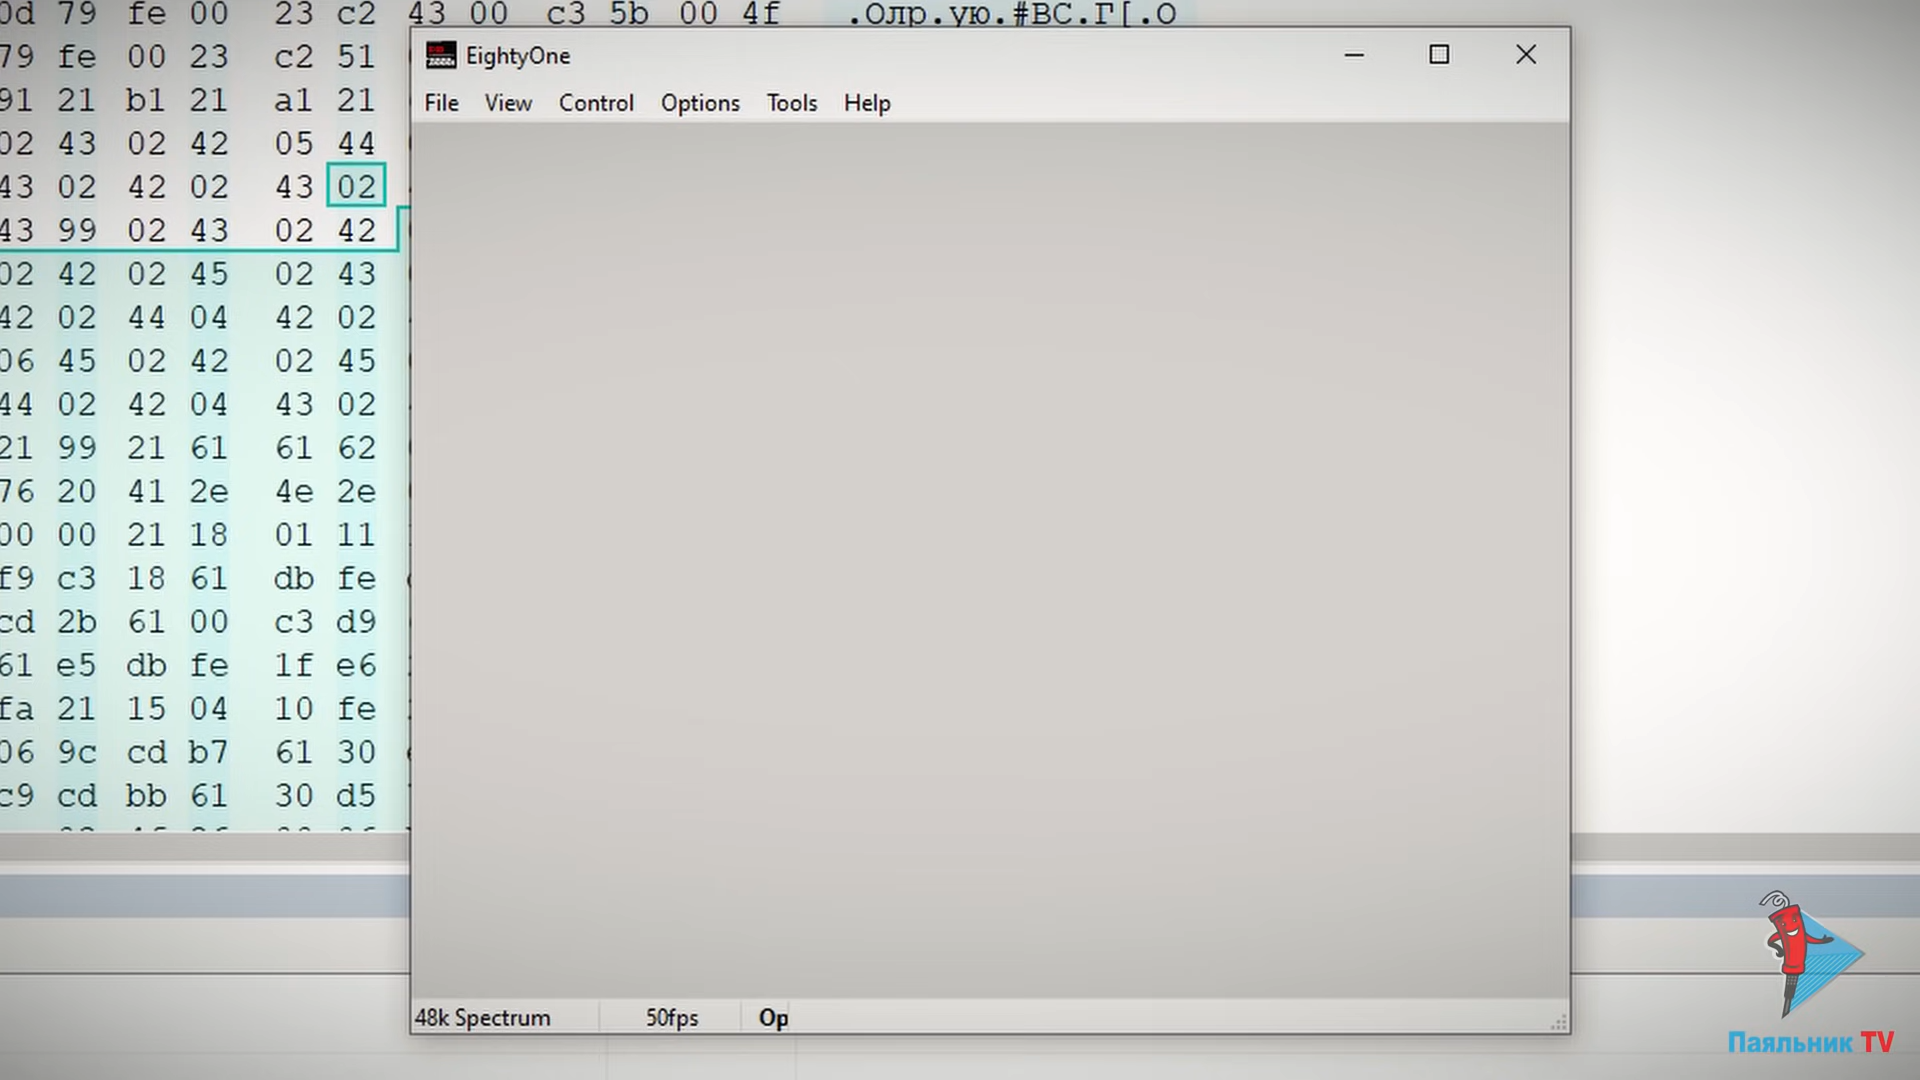 0d 79 fe 00 23 c2 43 00 c3 5b 00 4f .Олр.ую.#ВС.Г[.О
79 fe 00 23 c2 51
91 21 b1 21 a1 21
02 43 02 42 05 44
43 02 42 02 43 02
43 99 02 43 02 42
02 42 02 45 02 43
42 02 44 04 42 02
06 45 02 42 02 45
44 02 42 04 43 02
21 99 21 61 61 62
76 20 41 2e 4e 2e
00 00 21 18 01 11
f9 c3 18 61 db fe
cd 2b 61 00 c3 d9
61 e5 db fe 1f e6
fa 21 15 04 10 fe
06 9c cd b7 61 30
c9 cd bb 61 30 d5
EightyOne
File View Control Options Tools Help
48k Spectrum 50fps Op
Паяльник TV